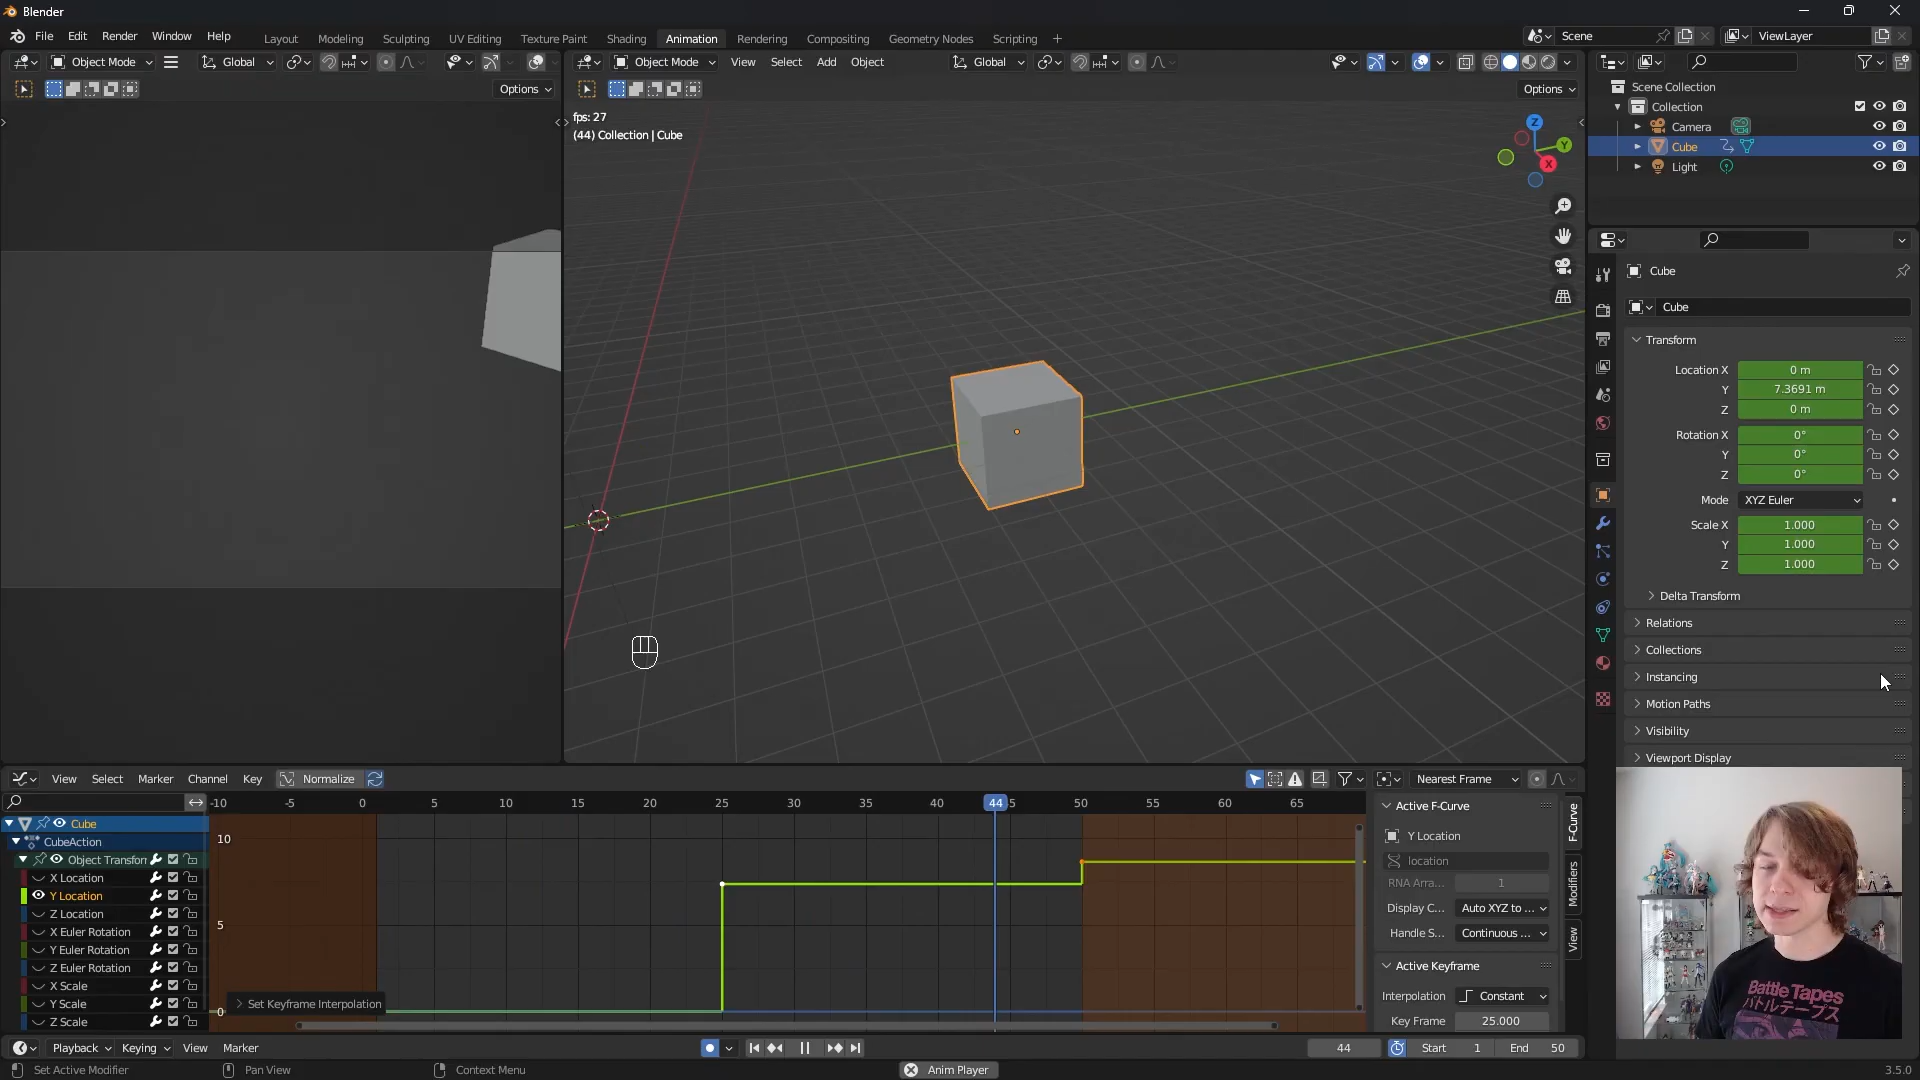 Blender
File Edit Render Window Help
Layout Modeling Sculpting UV Editing Texture Paint Shading Animation Rendering Compositing Geometry Nodes Scripting +
Scene
ViewLayer
Object Mode
Global
Object Mode View Select Add Object
Global
Options
Options
fps: 27
(44) Collection | Cube
Z
Y
X
Scene Collection
Collection
Camera
Cube
Light
Cube
Cube
Transform
Location X 0 m
Y 7.3691 m
Z 0 m
Rotation X 0°
Y 0°
Z 0°
Mode XYZ Euler
Scale X 1.000
Y 1.000
Z 1.000
Delta Transform
Relations
Collections
Instancing
Motion Paths
Visibility
Viewport Display
View Select Marker Channel Key Normalize
Nearest Frame
-10 -5 0 5 10 15 20 25 30 35 40 44 5 50 55 60 65
Cube
CubeAction
Object Transfor
X Location
Y Location
Z Location
X Euler Rotation
Y Euler Rotation
Z Euler Rotation
X Scale
Y Scale
Z Scale
10
5
0
Set Keyframe Interpolation
Active F-Curve
Y Location
location
RNA Arra... 1
Display C... Auto XYZ to ...
Handle S... Continuous ...
Active Keyframe
Interpolation Constant
Key Frame 25.000
F-Curve
Modifiers
View
Battle Tapes
バトルテープス
Playback Keying View Marker
44 Start 1 End 50
Set Active Modifier Pan View Context Menu Anim Player 3.5.0